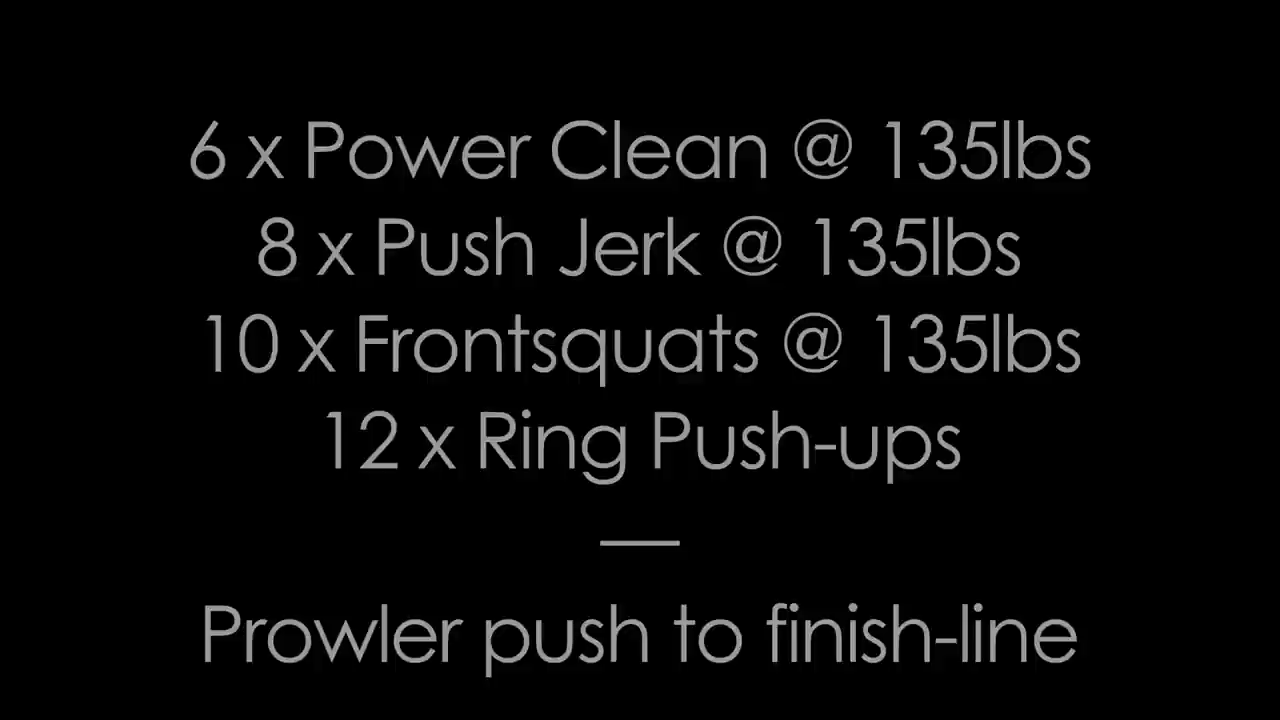 6 x Power Clean @ 135lbs
8 x Push Jerk @ 135lbs
10 x Frontsquats @ 135lbs
12 x Ring Push-ups
—
Prowler push to finish-line